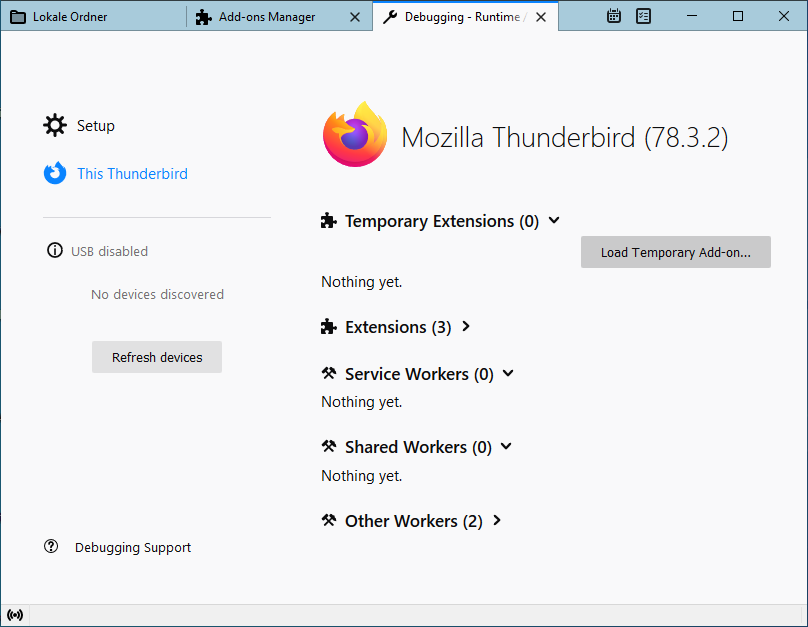 Lokale Ordner
Add-ons Manager
Debugging - Runtime /
Setup
This Thunderbird
USB disabled
No devices discovered
Refresh devices
Debugging Support
Mozilla Thunderbird (78.3.2)
Temporary Extensions (0)
Load Temporary Add-on...
Nothing yet.
Extensions (3)
Service Workers (0)
Nothing yet.
Shared Workers (0)
Nothing yet.
Other Workers (2)